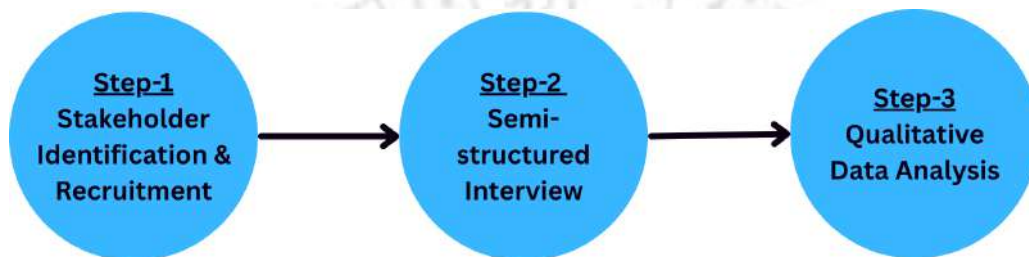 Step-1
Stakeholder
Identification &
Recruitment
Step-2
Semi-
structured
Interview
Step-3
Qualitative
Data Analysis